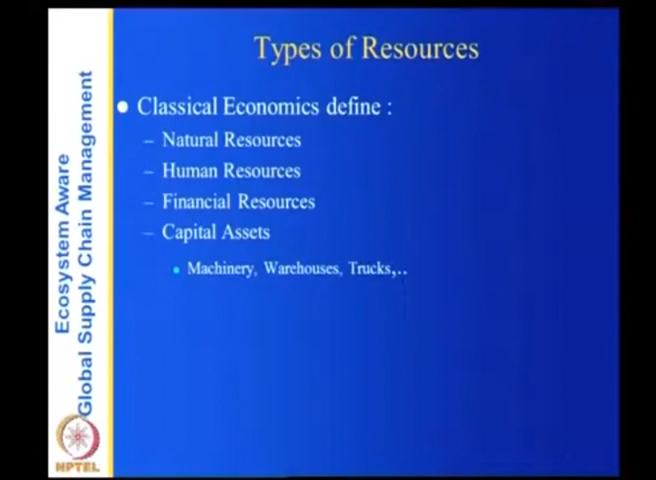 Types of Resources
Classical Economics define :
– Natural Resources
– Human Resources
– Financial Resources
– Capital Assets
Machinery, Warehouses, Trucks,..
Ecosystem Aware
Global Supply Chain Management
NPTEL